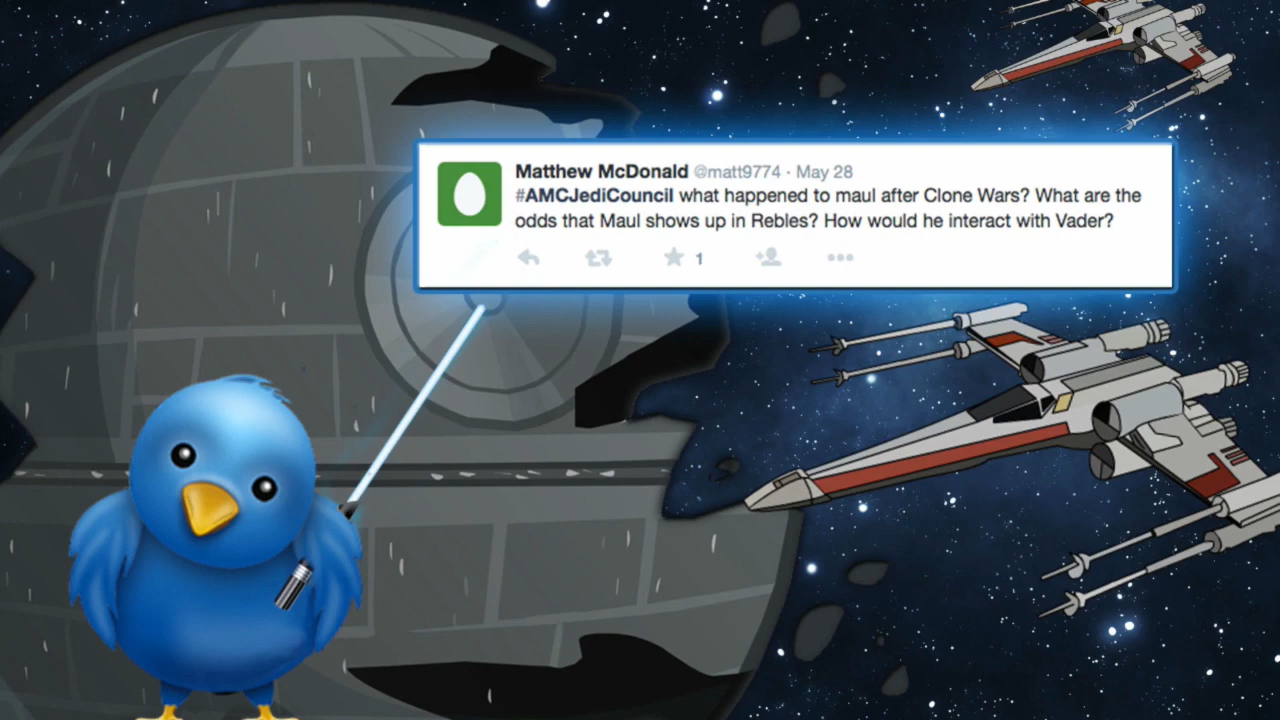 Matthew McDonald @matt9774 · May 28
#AMCJediCouncil what happened to maul after Clone Wars? What are the
odds that Maul shows up in Rebles? How would he interact with Vader?
1